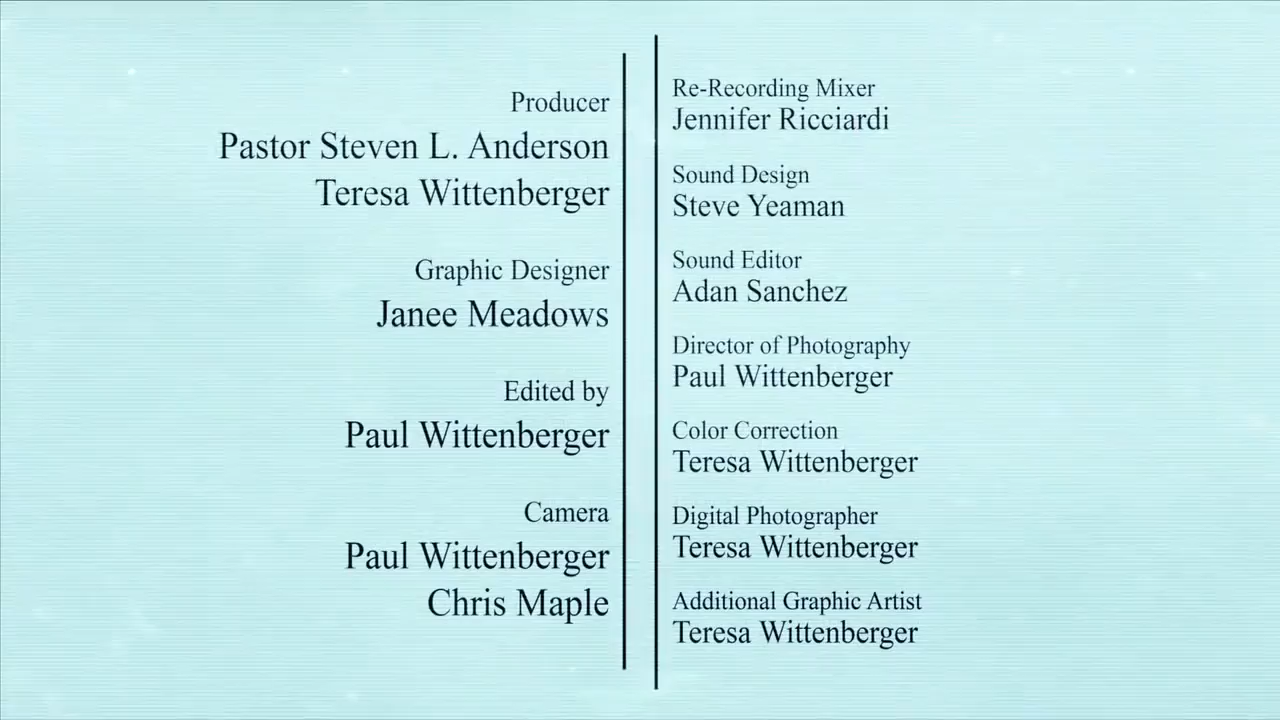 Producer
Pastor Steven L. Anderson
Teresa Wittenberger
Graphic Designer
Janee Meadows
Edited by
Paul Wittenberger
Camera
Paul Wittenberger
Chris Maple
Re-Recording Mixer
Jennifer Ricciardi
Sound Design
Steve Yeaman
Sound Editor
Adan Sanchez
Director of Photography
Paul Wittenberger
Color Correction
Teresa Wittenberger
Digital Photographer
Teresa Wittenberger
Additional Graphic Artist
Teresa Wittenberger